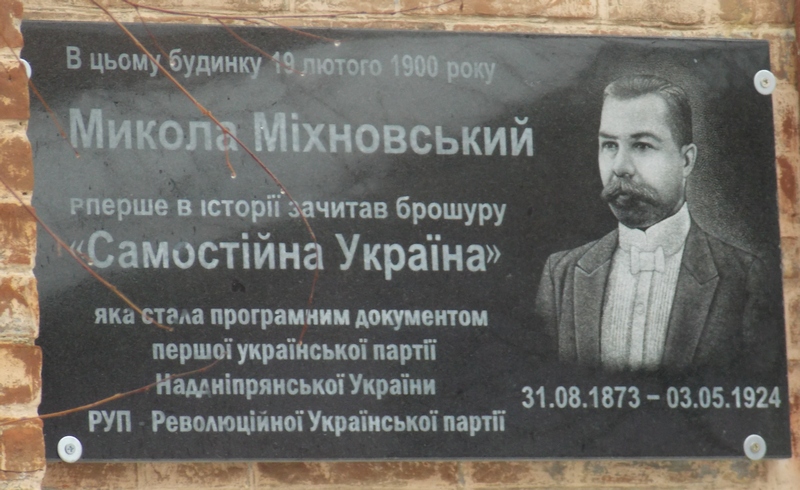 В цьому будинку 19 лютого 1900 року
Микола Міхновський
вперше в історії зачитав брошуру
«Самостійна Україна»
яка стала програмним документом
першої української партії
Наддніпрянської України
РУП - Революційної Української партії
31.08.1873 – 03.05.1924